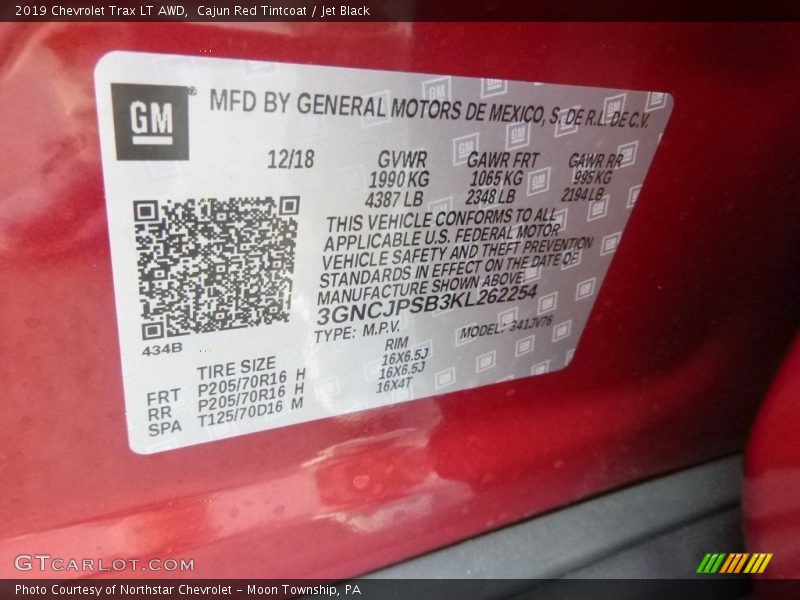 2019 Chevrolet Trax LT AWD,  Cajun Red Tintcoat / Jet Black
GM® MFD BY GENERAL MOTORS DE MEXICO, S. DE R.L. DE C.V.
12/18 GVWR GAWR FRT GAWR RR
1990 KG 1065 KG 995 KG
4387 LB 2348 LB 2194 LB
THIS VEHICLE CONFORMS TO ALL
APPLICABLE U.S. FEDERAL MOTOR
VEHICLE SAFETY AND THEFT PREVENTION
STANDARDS IN EFFECT ON THE DATE OF
MANUFACTURE SHOWN ABOVE
3GNCJPSB3KL262254
TYPE: M.P.V. MODEL: 341JV76
434B
TIRE SIZE RIM
FRT P205/70R16 H 16X6.5J
RR P205/70R16 H 16X6.5J
SPA T125/70D16 M 16X4T
GTCARLOT.COM
Photo Courtesy of Northstar Chevrolet - Moon Township, PA